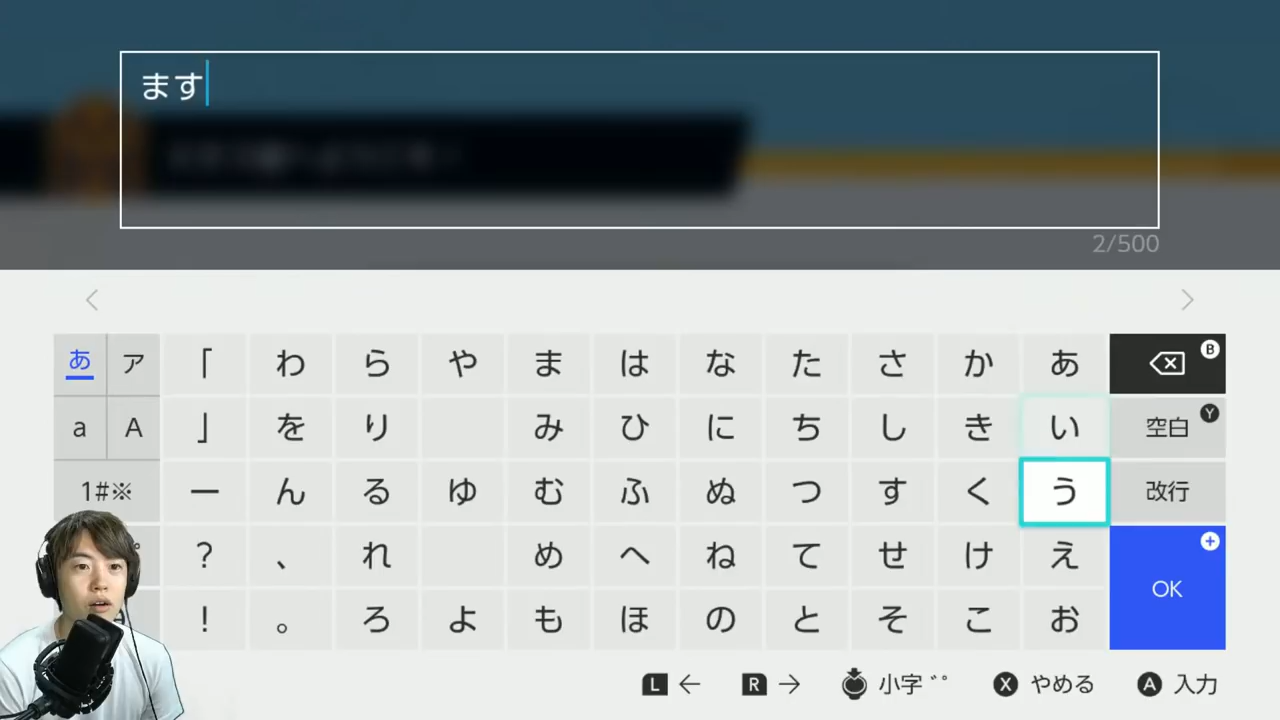 ます
2/500
あ ア 「 わ ら や ま は な た さ か あ B
a A 」 を り み ひ に ち し き い 空白 Y
1#※ ー ん る ゆ む ふ ぬ つ す く う 改行
? 、 れ め へ ね て せ け え +
! 。 ろ よ も ほ の と そ こ お OK
L ← R → 小字 ゛゜ X やめる A 入力